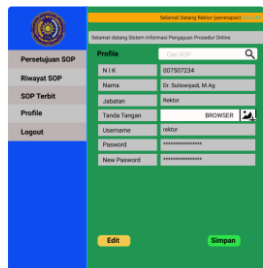 Selamat Datang Rektor (penetapan)
Selamat datang Sistem Informasi Pengajuan Prosedur Online
Persetujuan SOP
Riwayat SOP
SOP Terbit
Profile
Logout
Profile
Cari SOP
N I K 007507234
Nama Dr. Sulowiyadi, M.Ag
Jabatan Rektor
Tanda Tangan BROWSER
Username rektor
Password ****************
New Password ****************
Edit Simpan